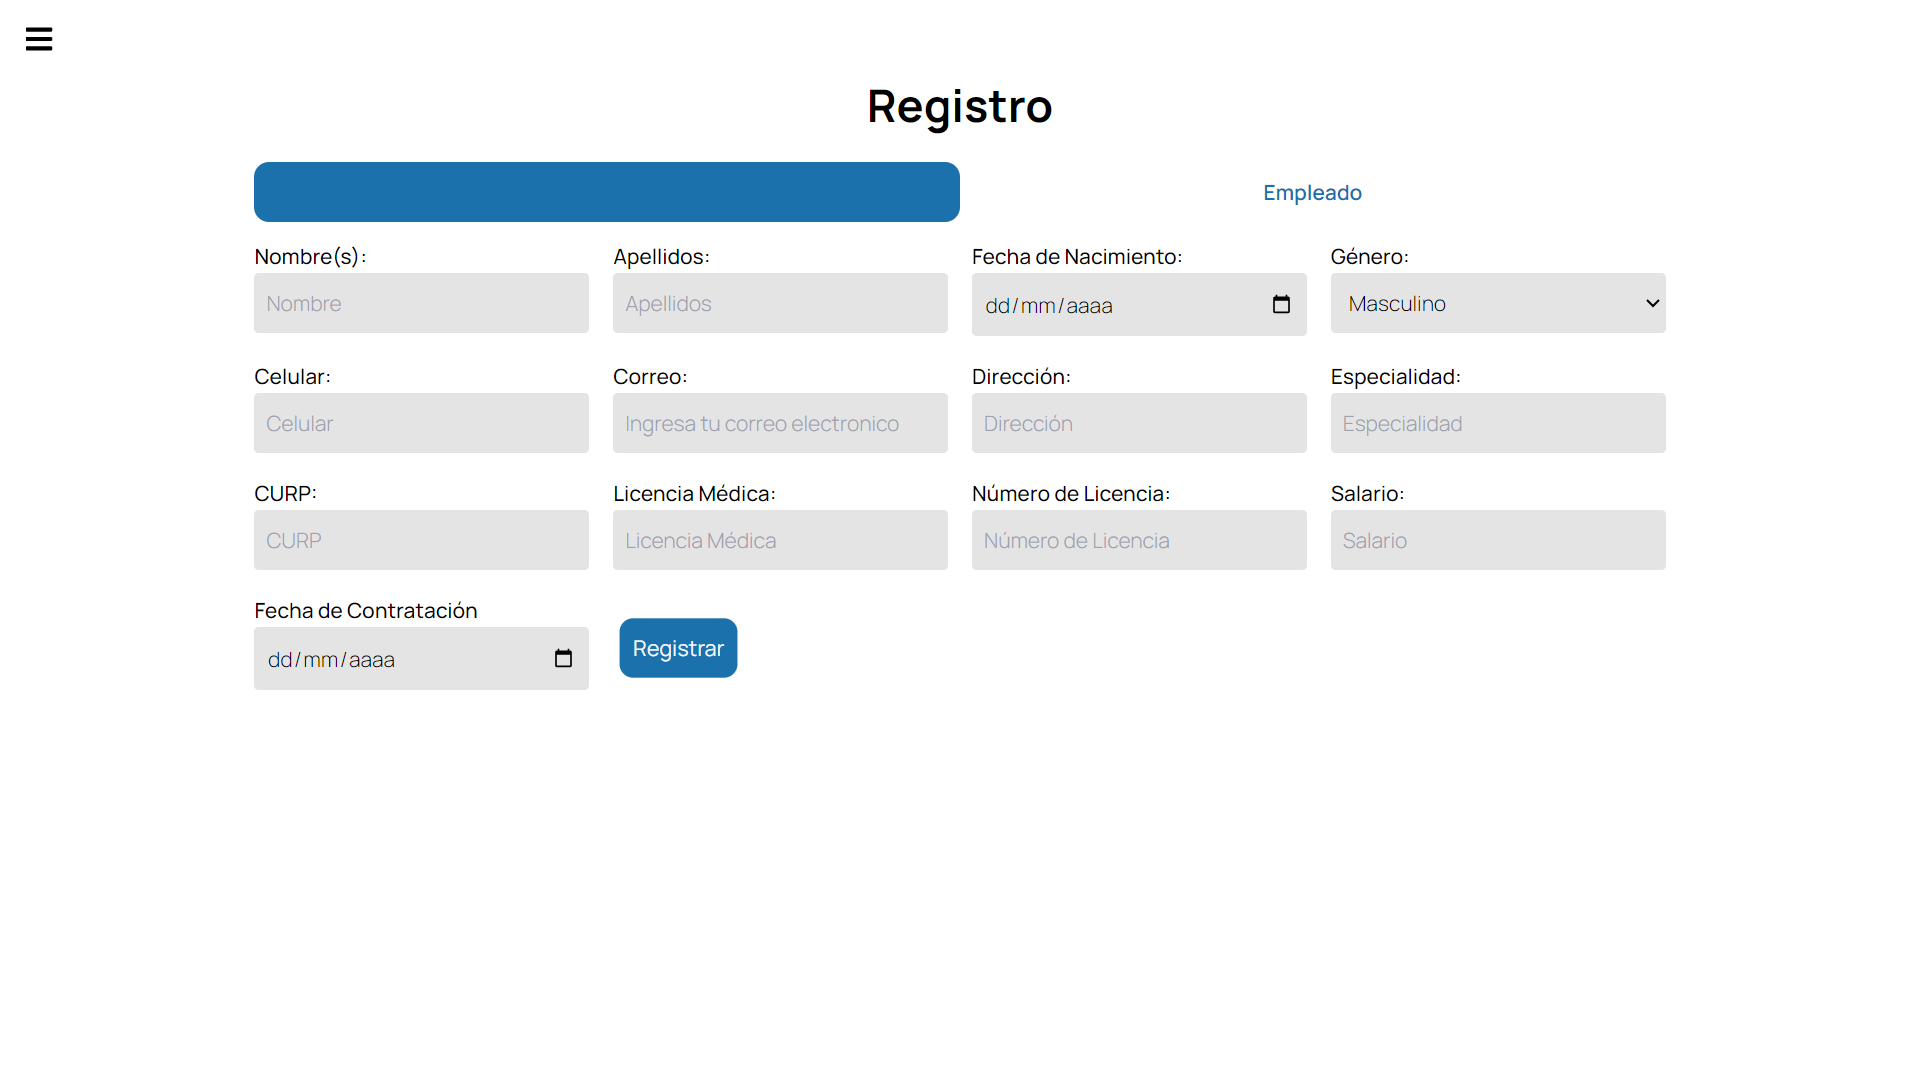 Registro
Empleado
Nombre(s): Apellidos: Fecha de Nacimiento: Género:
Nombre Apellidos dd/mm/aaaa Masculino
Celular: Correo: Dirección: Especialidad:
Celular Ingresa tu correo electronico Dirección Especialidad
CURP: Licencia Médica: Número de Licencia: Salario:
CURP Licencia Médica Número de Licencia Salario
Fecha de Contratación
dd/mm/aaaa Registrar